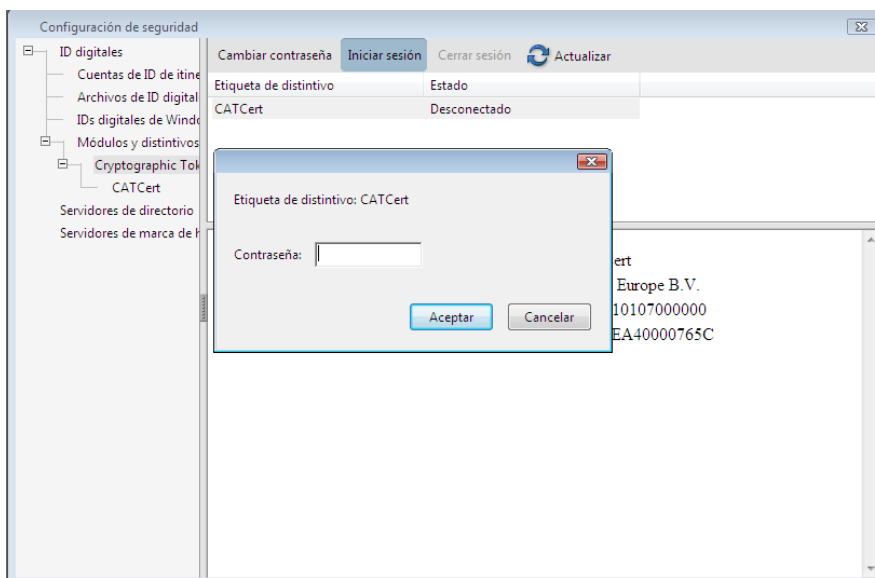 Configuración de seguridad
ID digitales
Cuentas de ID de itine
Archivos de ID digital
IDs digitales de Windo
Módulos y distintivos
Cryptographic Tok
CATCert
Servidores de directorio
Servidores de marca de h
Cambiar contraseña Iniciar sesión Cerrar sesión Actualizar
Etiqueta de distintivo Estado
CATCert Desconectado
Etiqueta de distintivo: CATCert
Contraseña:
Aceptar Cancelar
ert
Europe B.V.
10107000000
EA40000765C